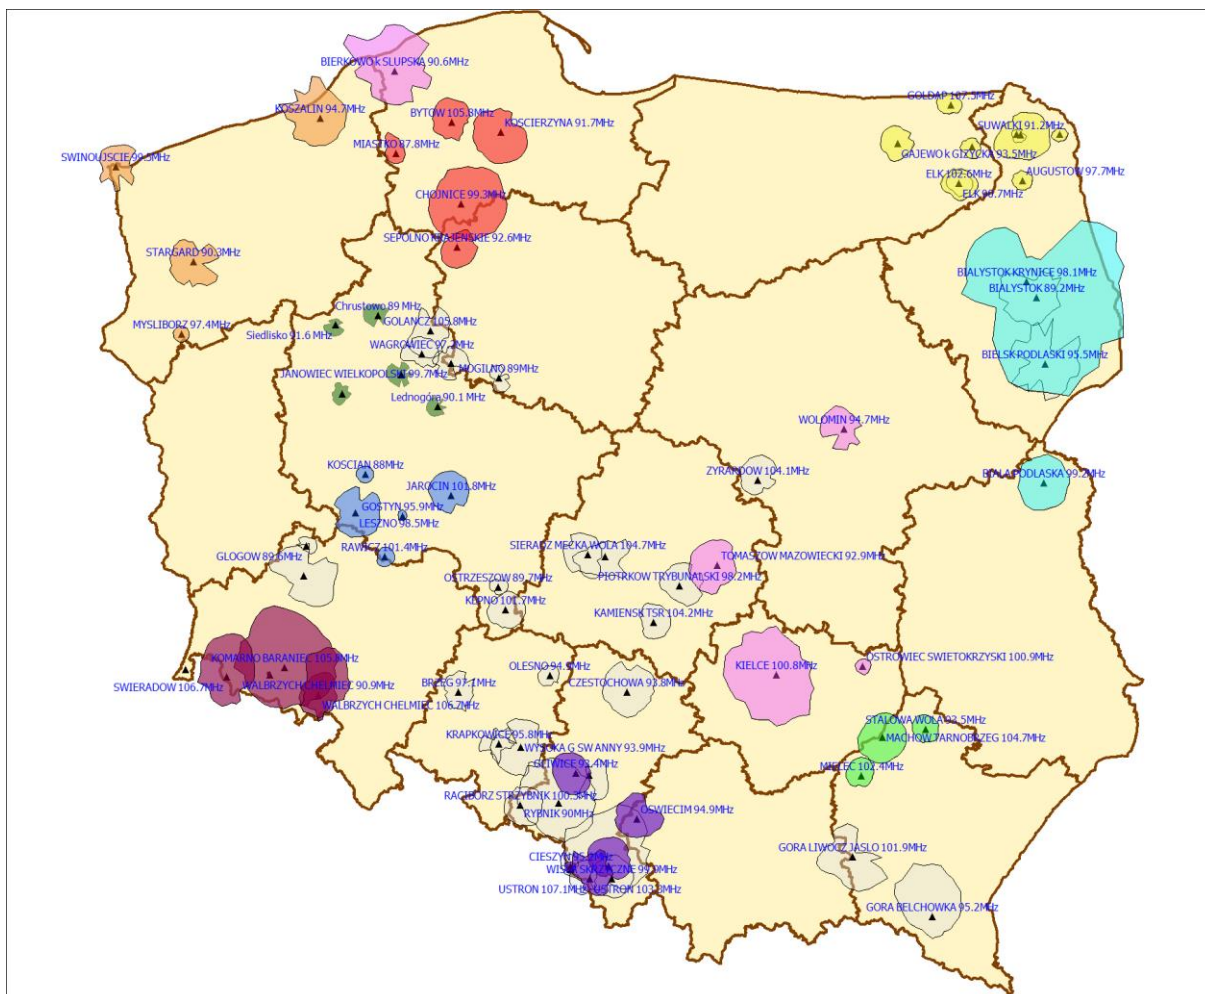 BIERKOWO k SLUPSKA 90.6MHz
KOSZALIN 94.7MHz
BYTOW 105.8MHz
KOSCIERZYNA 91.7MHz
MIASTKO 87.8MHz
GOLDAP 107.5MHz
SUWALKI 91.2MHz
GAJEWO k GIZYCKA 93.5MHz
SWINOUJSCIE 99.5MHz
ELK 102.6MHz
AUGUSTOW 97.7MHz
CHOJNICE 99.3MHz
SEPOLNO KRAJENSKIE 92.6MHz
STARGARD 90.3MHz
BIALYSTOK-KRYNICE 98.1MHz
BIALYSTOK 89.2MHz
Chrustowo 89 MHz
GOLANCZ 105.8MHz
MYSLIBORZ 97.4MHz
Siedlisko 91.6 MHz
WAGROWIEC 97.2MHz
BIELSK PODLASKI 95.5MHz
MOGILNO 89MHz
JANOWIEC WIELKOPOLSKI 99.7MHz
Lednogóra 90.1 MHz
WOLOMIN 94.7MHz
KOSCIAN 88MHz
ZYRARDOW 104.1MHz
BIALA PODLASKA 99.2MHz
JAROCIN 101.8MHz
GOSTYN 95.9MHz
LESZNO 98.5MHz
GLOGOW 89.6MHz
RAWICZ 101.4MHz
SIERADZ MECKA WOLA 104.7MHz
TOMASZOW MAZOWIECKI 92.9MHz
OSTRZESZOW 89.7MHz
PIOTRKOW TRYBUNALSKI 98.2MHz
KEPNO 101.7MHz
KAMIENSK TSR 104.2MHz
KOMARNO BARANIEC 105.8MHz
OLESNO 94.9MHz
KIELCE 100.8MHz
OSTROWIEC SWIETOKRZYSKI 100.9MHz
SWIERADOW 106.7MHz
WALBRZYCH CHELMIEC 90.9MHz
BRZEG 97.1MHz
CZESTOCHOWA 93.8MHz
WALBRZYCH CHELMIEC 106.7MHz
STALOWA WOLA 93.5MHz
KRAPKOWICE 95.8MHz
MACHOW TARNOBRZEG 104.7MHz
WYSOKA G SW ANNY 93.9MHz
GLIWICE 93.4MHz
MIELEC 102.4MHz
RACIBORZ STRZYBNIK 100.3MHz
RYBNIK 90MHz
OSWIECIM 94.9MHz
GORA LIWOCZ JASLO 101.9MHz
CIESZYN 95.2MHz
USTRON 107.1MHz
USTRON 103.3MHz
GORA BELCHOWKA 95.2MHz